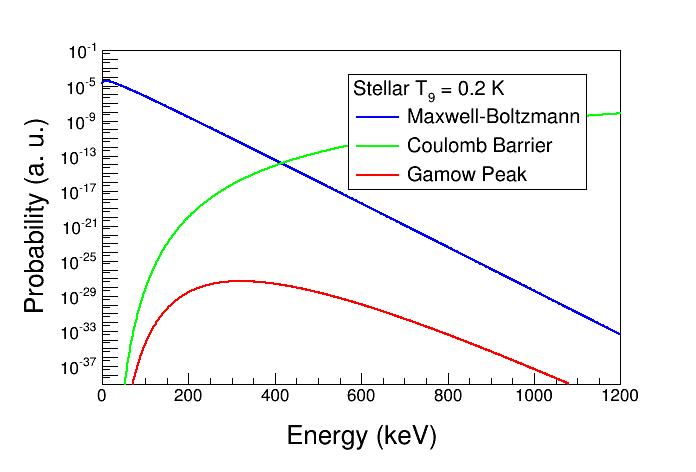 10^-1
10^-5
10^-9
10^-13
10^-17
10^-21
10^-25
10^-29
10^-33
10^-37
Probability (a. u.)
Stellar T_9 = 0.2 K
Maxwell-Boltzmann
Coulomb Barrier
Gamow Peak
0 200 400 600 800 1000 1200
Energy (keV)